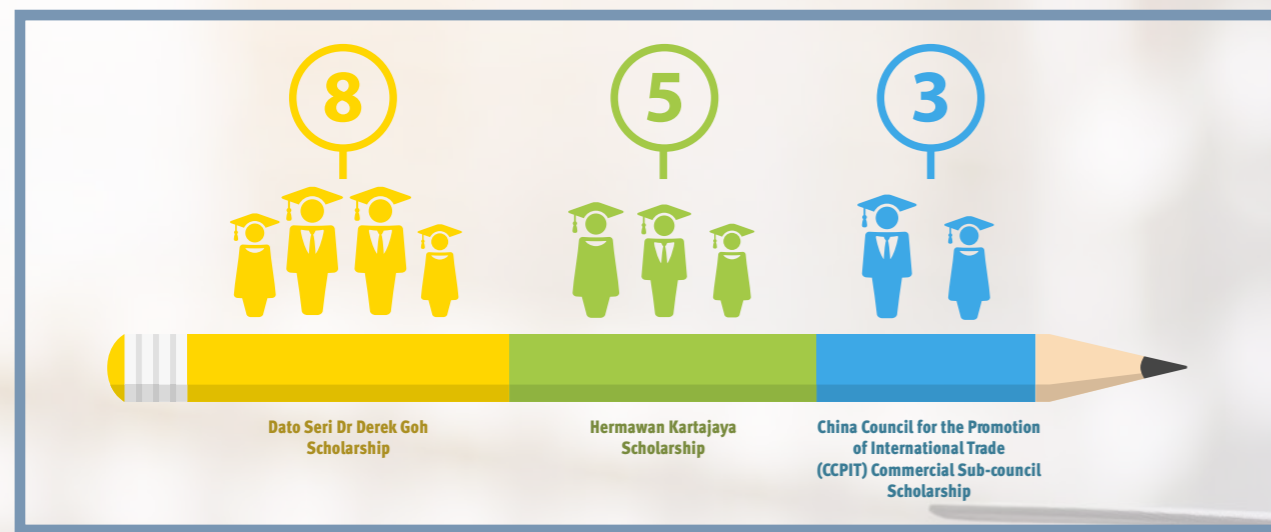 8
5
3
Dato Seri Dr Derek Goh
Scholarship
Hermawan Kartajaya
Scholarship
China Council for the Promotion
of International Trade
(CCPIT) Commercial Sub-council
Scholarship